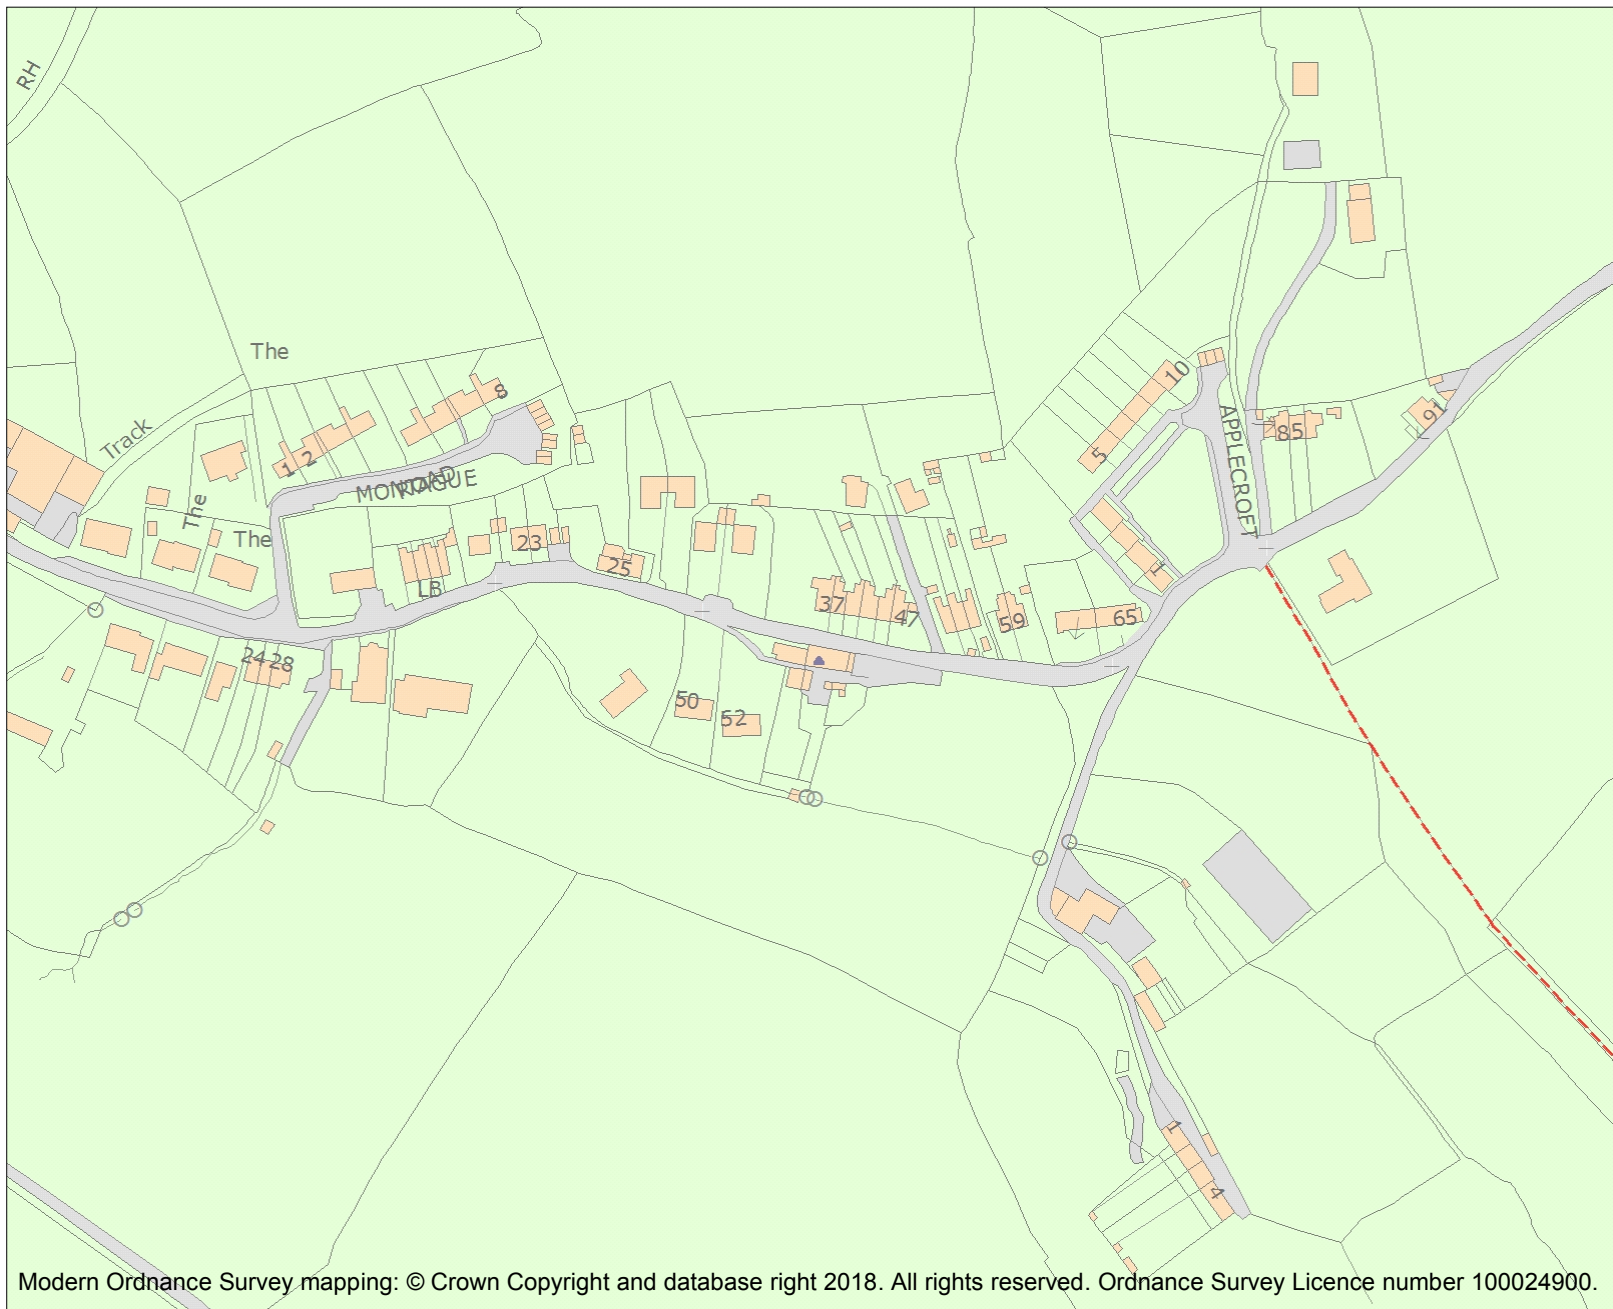 RH
The
Track
The
The
1
2
8
MONTAGUE
ROAD
23
LB
25
24
28
37
47
50
52
59
65
5
10
1
APPLECROFT
85
91
1
4
Modern Ordnance Survey mapping: © Crown Copyright and database right 2018. All rights reserved. Ordnance Survey Licence number 100024900.